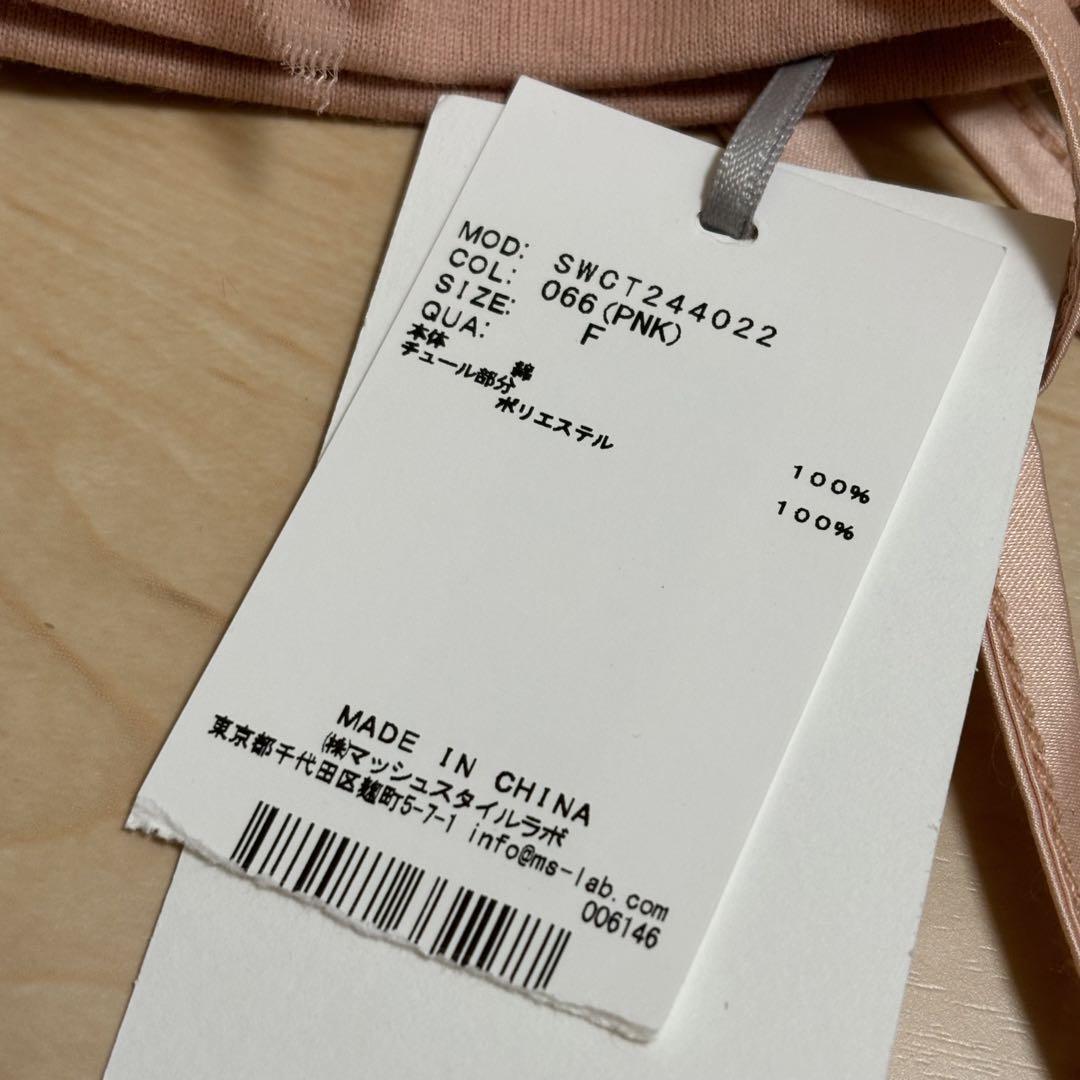 MOD: SWCT244022
COL: 066(PNK)
SIZE: F
QUA:
本体
綿 100%
チュール部分
ポリエステル 100%
MADE IN CHINA
(株)マッシュスタイルラボ
東京都千代田区麹町5-7-1 info@ms-lab.com
006146